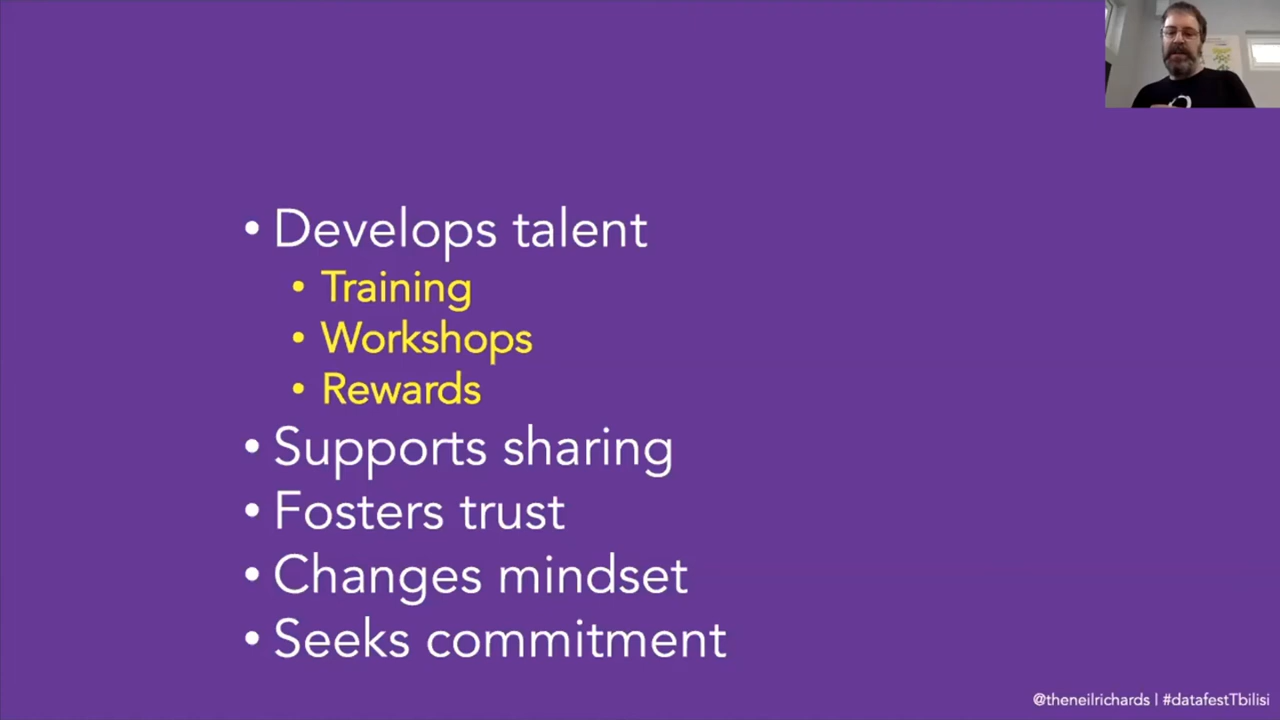 • Develops talent
• Training
• Workshops
• Rewards
• Supports sharing
• Fosters trust
• Changes mindset
• Seeks commitment
@theneilrichards | #datafestTbilisi